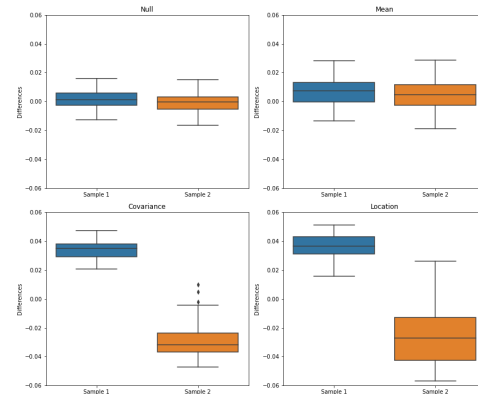 Null
0.06
0.04
0.02
0.00
−0.02
−0.04
−0.06
Differences
Sample 1
Sample 2
Mean
0.06
0.04
0.02
0.00
−0.02
−0.04
−0.06
Differences
Sample 1
Sample 2
Covariance
0.06
0.04
0.02
0.00
−0.02
−0.04
−0.06
Differences
Sample 1
Sample 2
Location
0.06
0.04
0.02
0.00
−0.02
−0.04
−0.06
Differences
Sample 1
Sample 2